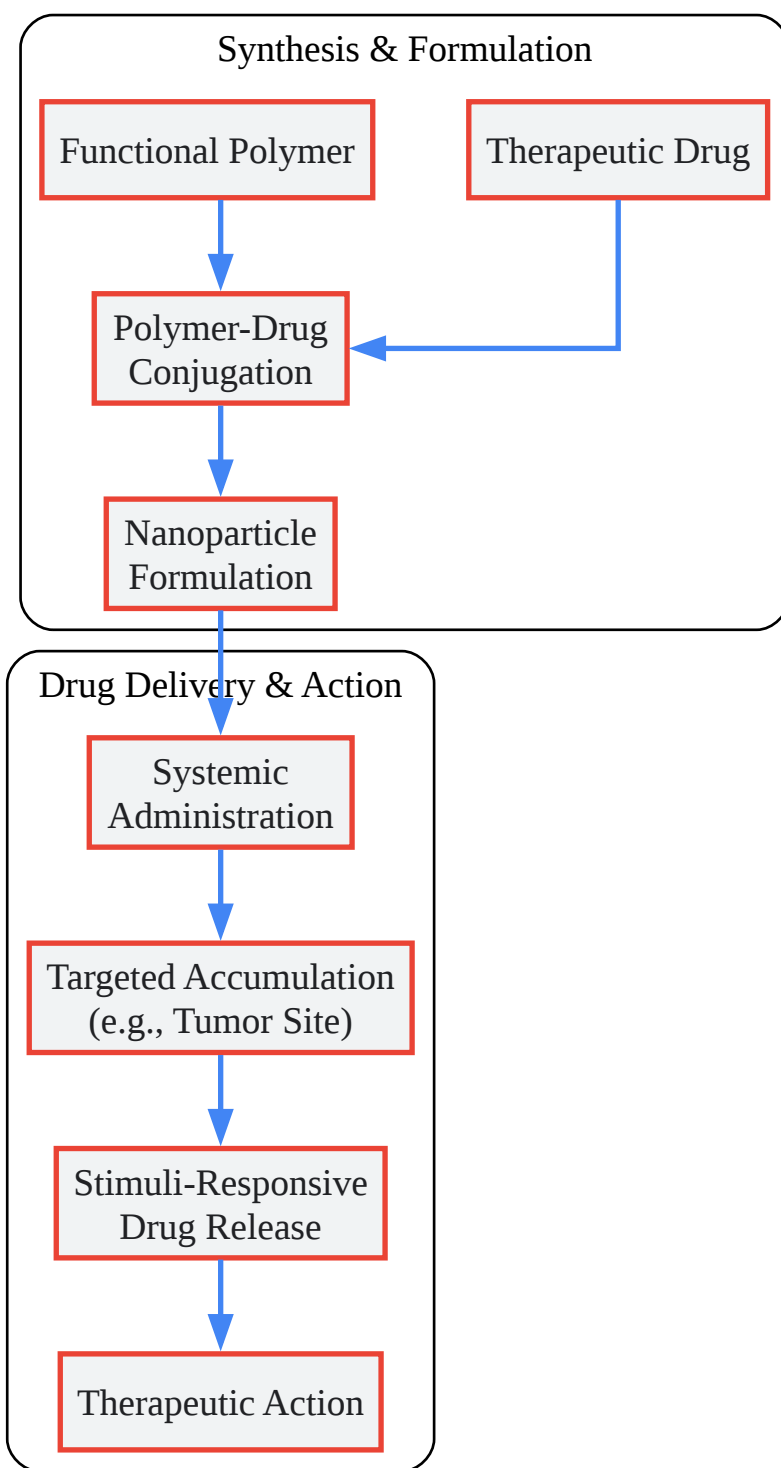 Synthesis & Formulation
Functional Polymer
Therapeutic Drug
Polymer-Drug
Conjugation
Nanoparticle
Formulation
Drug Delivery & Action
Systemic
Administration
Targeted Accumulation
(e.g., Tumor Site)
Stimuli-Responsive
Drug Release
Therapeutic Action